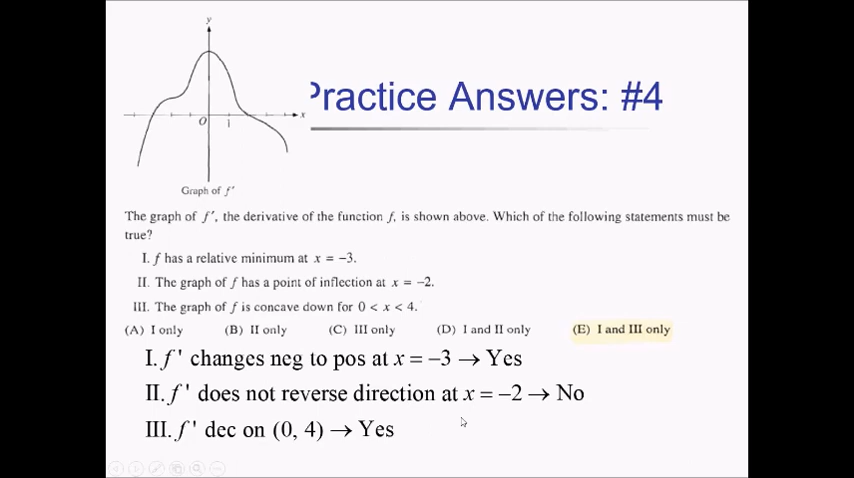 y
Practice Answers: #4
x
O
1
Graph of f′
The graph of f′, the derivative of the function f, is shown above. Which of the following statements must be
true?
I. f has a relative minimum at x = −3.
II. The graph of f has a point of inflection at x = −2.
III. The graph of f is concave down for 0 < x < 4.
(A) I only (B) II only (C) III only (D) I and II only (E) I and III only
I. f ' changes neg to pos at x = −3 → Yes
II. f ' does not reverse direction at x = −2 → No
III. f ' dec on (0, 4) → Yes